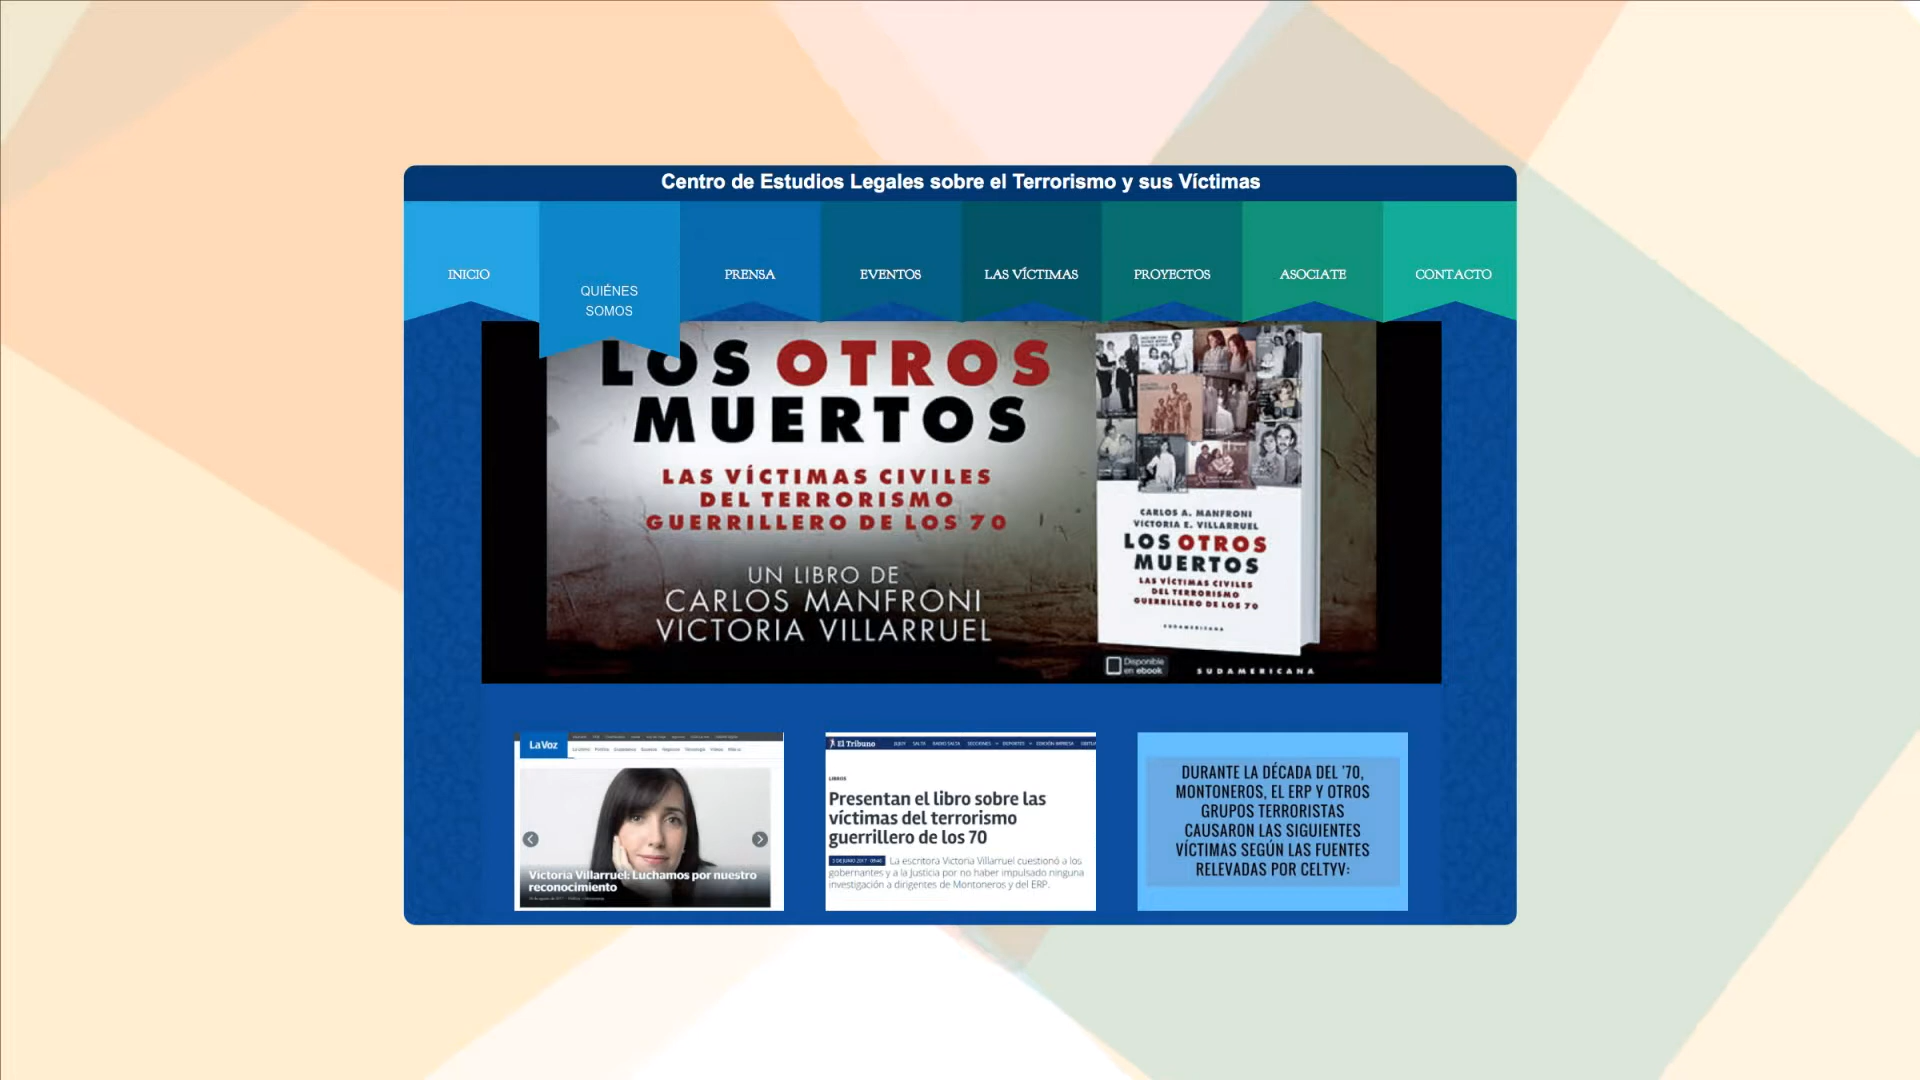 Centro de Estudios Legales sobre el Terrorismo y sus Víctimas
INICIO
QUIÉNES
SOMOS
PRENSA
EVENTOS
LAS VÍCTIMAS
PROYECTOS
ASOCIATE
CONTACTO
LOS OTROS
MUERTOS
LAS VÍCTIMAS CIVILES
DEL TERRORISMO
GUERRILLERO DE LOS 70
UN LIBRO DE
CARLOS MANFRONI
VICTORIA VILLARRUEL
CARLOS A. MANFRONI
VICTORIA E. VILLARRUEL
LOS OTROS
MUERTOS
LAS VÍCTIMAS CIVILES
DEL TERRORISMO
GUERRILLERO DE LOS 70
SUDAMERICANA
Disponible
en ebook
SUDAMERICANA
La Voz
Victoria Villarruel: Luchamos por nuestro
reconocimiento
El Tribuno
LIBROS
Presentan el libro sobre las
víctimas del terrorismo
guerrillero de los 70
La escritora Victoria Villarruel cuestionó a los
gobernantes y a la Justicia por no haber impulsado ninguna
investigación a dirigentes de Montoneros y del ERP.
DURANTE LA DÉCADA DEL '70,
MONTONEROS, EL ERP Y OTROS
GRUPOS TERRORISTAS
CAUSARON LAS SIGUIENTES
VÍCTIMAS SEGÚN LAS FUENTES
RELEVADAS POR CELTYV: